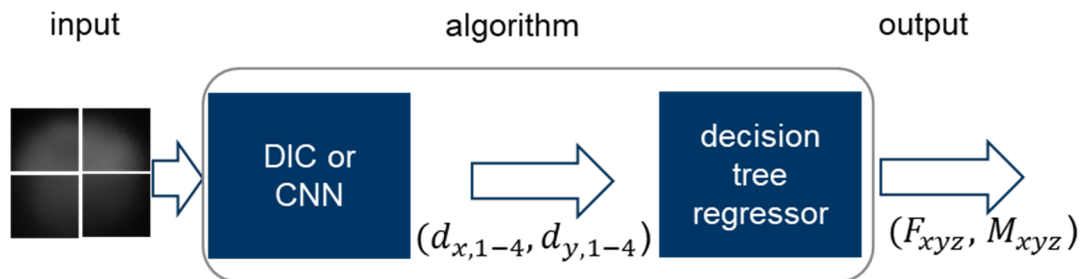 input
algorithm
output
DIC or
CNN
(d_{x,1−4}, d_{y,1−4})
decision
tree
regressor
(F_{xyz}, M_{xyz})